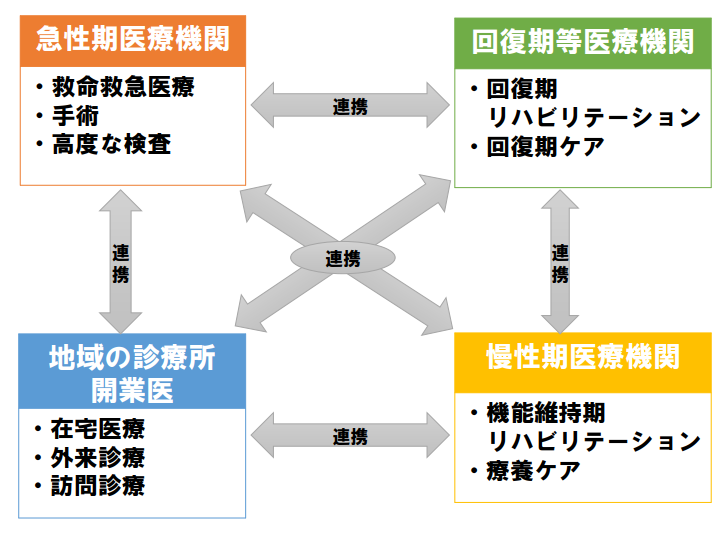 急性期医療機関
・救命救急医療
・手術
・高度な検査
連携
回復期等医療機関
・回復期
リハビリテーション
・回復期ケア
連携
連携
連携
地域の診療所
開業医
・在宅医療
・外来診療
・訪問診療
連携
慢性期医療機関
・機能維持期
リハビリテーション
・療養ケア